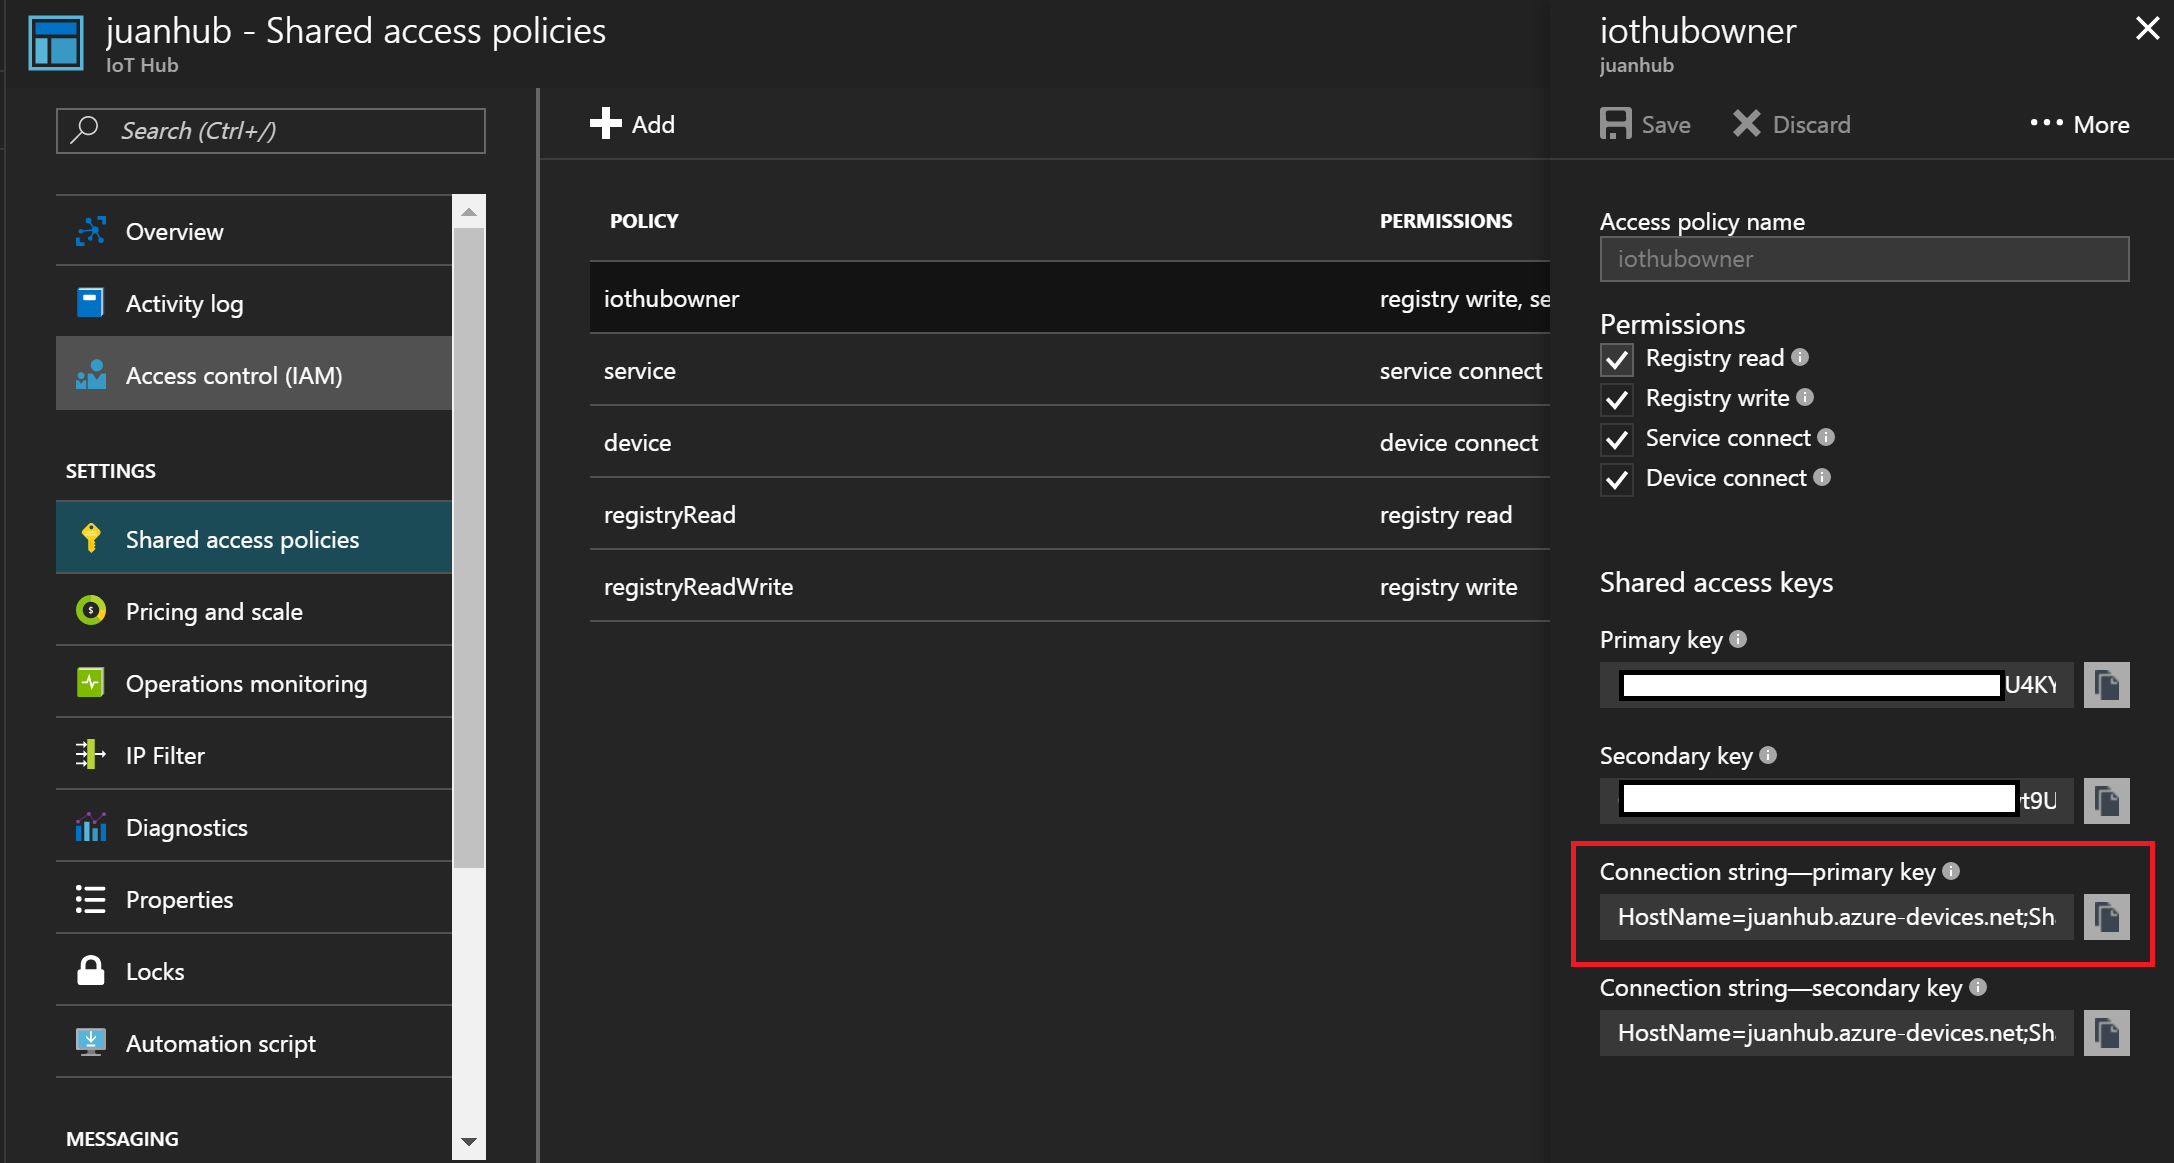 juanhub - Shared access policies
IoT Hub
Search (Ctrl+/)
Overview
Activity log
Access control (IAM)
SETTINGS
Shared access policies
Pricing and scale
Operations monitoring
IP Filter
Diagnostics
Properties
Locks
Automation script
MESSAGING
Add
POLICY PERMISSIONS
iothubowner registry write, se
service service connect
device device connect
registryRead registry read
registryReadWrite registry write
iothubowner
juanhub
Save Discard ··· More
Access policy name
iothubowner
Permissions
Registry read
Registry write
Service connect
Device connect
Shared access keys
Primary key
U4KY
Secondary key
t9U
Connection string—primary key
HostName=juanhub.azure-devices.net;Sh
Connection string—secondary key
HostName=juanhub.azure-devices.net;Sh